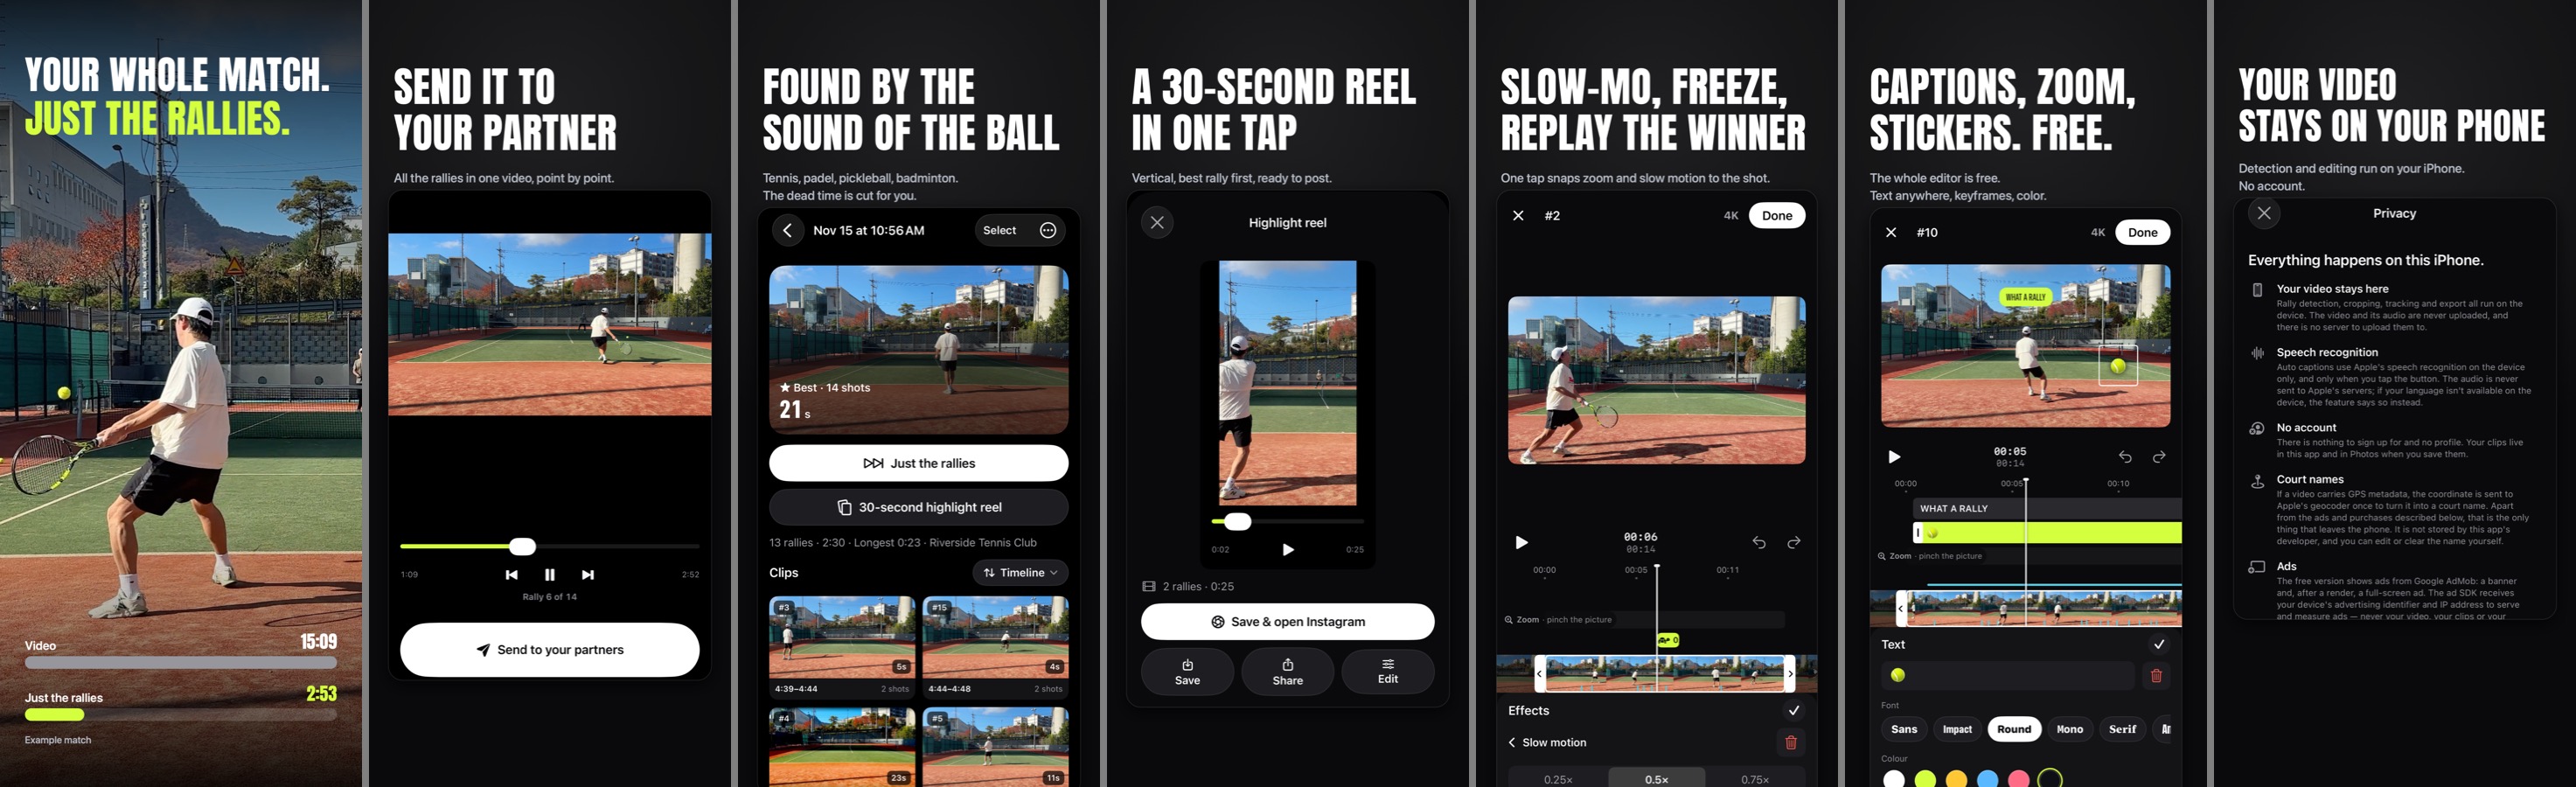 YOUR WHOLE MATCH.
JUST THE RALLIES.
Video
15:09
Just the rallies
2:53
Example match
SEND IT TO
YOUR PARTNER
All the rallies in one video, point by point.
1:09
2:52
Rally 6 of 14
Send to your partners
FOUND BY THE
SOUND OF THE BALL
Tennis, padel, pickleball, badminton.
The dead time is cut for you.
Nov 15 at 10:56 AM
Select
Best · 14 shots
21 s
Just the rallies
30-second highlight reel
13 rallies · 2:30 · Longest 0:23 · Riverside Tennis Club
Clips
Timeline
#3
5s
4:39–4:44
2 shots
#15
4s
4:44–4:48
2 shots
#4
23s
#5
11s
A 30-SECOND REEL
IN ONE TAP
Vertical, best rally first, ready to post.
Highlight reel
0:02
0:25
2 rallies · 0:25
Save & open Instagram
Save
Share
Edit
SLOW-MO, FREEZE,
REPLAY THE WINNER
One tap snaps zoom and slow motion to the shot.
#2
4K
Done
00:06
00:14
00:00
00:05
00:11
Zoom · pinch the picture
Effects
Slow motion
0.25×
0.5×
0.75×
CAPTIONS, ZOOM,
STICKERS. FREE.
The whole editor is free.
Text anywhere, keyframes, color.
#10
4K
Done
WHAT A RALLY
00:05
00:14
00:00
00:05
00:10
WHAT A RALLY
Zoom · pinch the picture
Text
Font
Sans
Impact
Round
Mono
Serif
Colour
YOUR VIDEO
STAYS ON YOUR PHONE
Detection and editing run on your iPhone.
No account.
Privacy
Everything happens on this iPhone.
Your video stays here
Rally detection, cropping, tracking and export all run on the
device. The video and its audio are never uploaded, and
there is no server to upload them to.
Speech recognition
Auto captions use Apple's speech recognition on the device
only, and only when you tap the button. The audio is never
sent to Apple's servers; if your language isn't available on the
device, the feature says so instead.
No account
There is nothing to sign up for and no profile. Your clips live
in this app and in Photos when you save them.
Court names
If a video carries GPS metadata, the coordinate is sent to
Apple's geocoder once to turn it into a court name. Apart
from the ads and purchases described below, that is the only
thing that leaves the phone. It is not stored by this app's
developer, and you can edit or clear the name yourself.
Ads
The free version shows ads from Google AdMob: a banner
and, after a render, a full-screen ad. The ad SDK receives
your device's advertising identifier and IP address to serve
and measure ads — never your video, your clips or your